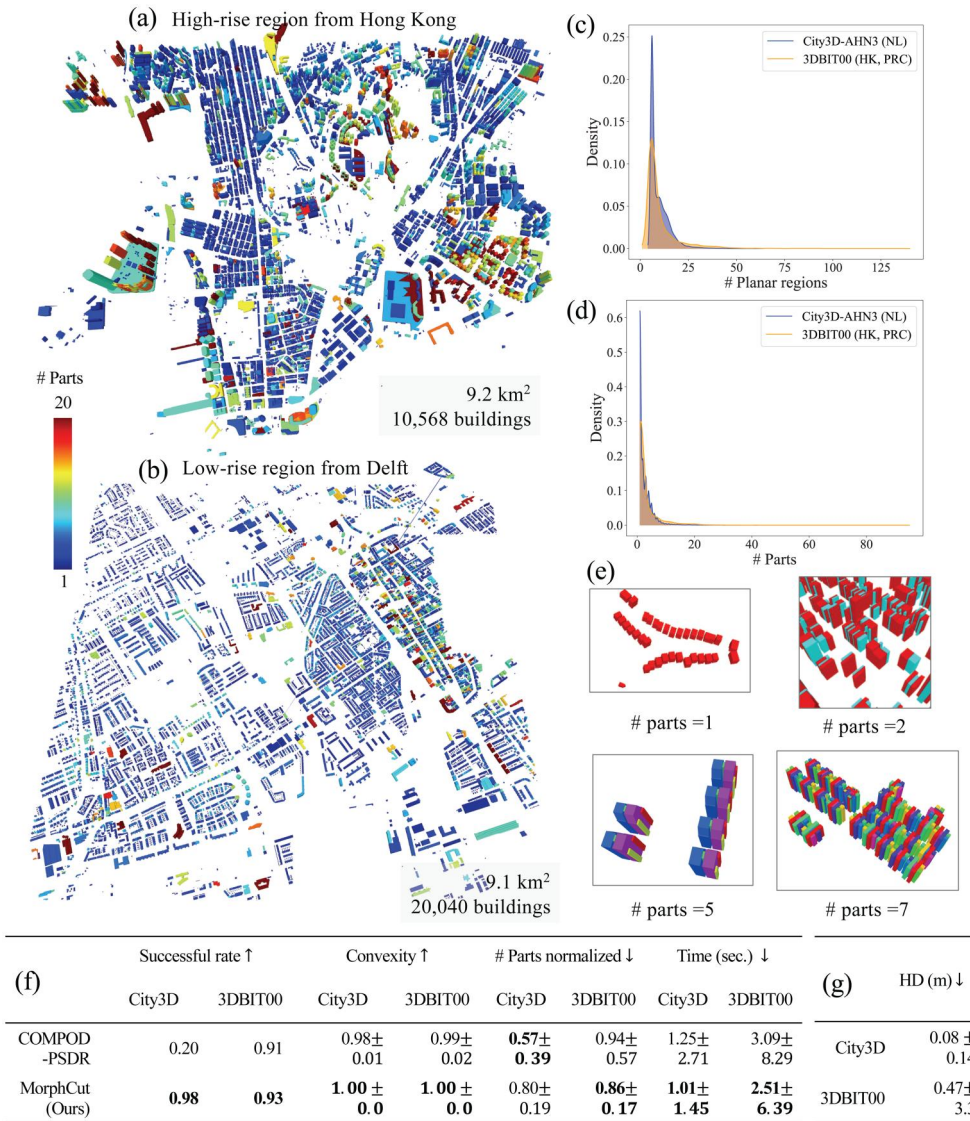 (a) High-rise region from Hong Kong
# Parts
20
1
9.2 km²
10,568 buildings
(b) Low-rise region from Delft
9.1 km²
20,040 buildings
(c)
City3D-AHN3 (NL)
3DBIT00 (HK, PRC)
Density
0.25
0.20
0.15
0.10
0.05
0.00
0 25 50 75 100 125
# Planar regions
(d)
City3D-AHN3 (NL)
3DBIT00 (HK, PRC)
Density
0.6
0.5
0.4
0.3
0.2
0.1
0.0
0 20 40 60 80
# Parts
(e)
# parts =1
# parts =2
# parts =5
# parts =7
(f)
Successful rate ↑ Convexity ↑ # Parts normalized ↓ Time (sec.) ↓
City3D 3DBIT00 City3D 3DBIT00 City3D 3DBIT00 City3D 3DBIT00
COMPOD 0.98± 0.99± 0.57± 0.94± 1.25± 3.09±
0.20 0.91
-PSDR 0.01 0.02 0.39 0.57 2.71 8.29
MorphCut 1.00 ± 1.00 ± 0.80± 0.86± 1.01± 2.51±
0.98 0.93
(Ours) 0.0 0.0 0.19 0.17 1.45 6.39
(g)
HD (m)↓
City3D 0.08 ±
0.14
3DBIT00 0.47±
3.